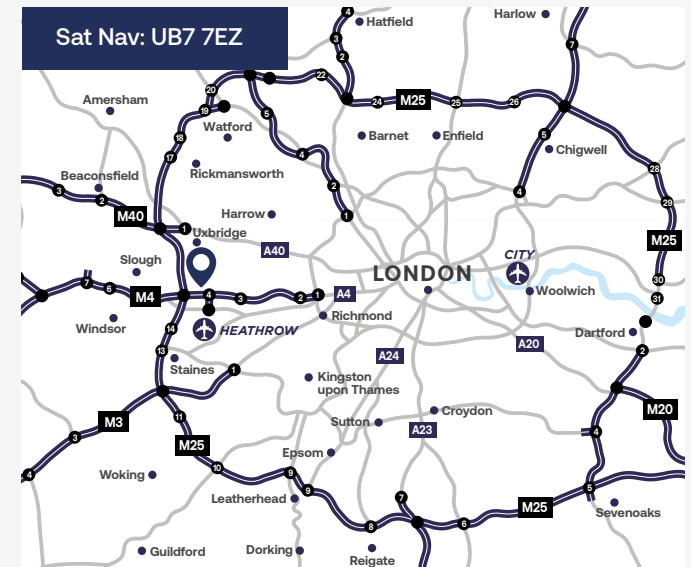 Sat Nav: UB7 7EZ
4
Hatfield
Harlow
3
2
7
22
20
24
M25
25
26
Amersham
19
5
Watford
18
Barnet
Enfield
5
Chigwell
17
4
Rickmansworth
28
Beaconsfield
3
2
2
4
29
M40
Harrow
1
1
Uxbridge
M25
A40
CITY
Slough
LONDON
30
7
6
M4
4
3
2
1
A4
Woolwich
31
Windsor
14
HEATHROW
Richmond
Dartford
A20
13
2
A24
Staines
1
Kingston
upon Thames
M20
M3
11
Sutton
Croydon
A23
4
3
M25
Epsom
10
9
4
Woking
5
Leatherhead
9
7
M25
Sevenoaks
8
6
Guildford
Dorking
Reigate